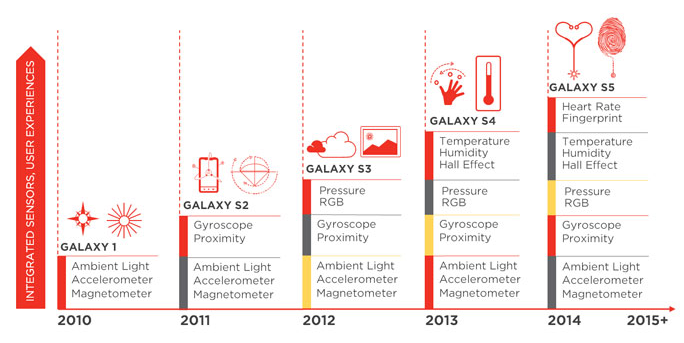 INTEGRATED SENSORS, USER EXPERIENCES
GALAXY 1
Ambient Light
Accelerometer
Magnetometer
2010
GALAXY S2
Gyroscope
Proximity
Ambient Light
Accelerometer
Magnetometer
2011
GALAXY S3
Pressure
RGB
Gyroscope
Proximity
Ambient Light
Accelerometer
Magnetometer
2012
GALAXY S4
Temperature
Humidity
Hall Effect
Pressure
RGB
Gyroscope
Proximity
Ambient Light
Accelerometer
Magnetometer
2013
GALAXY S5
Heart Rate
Fingerprint
Temperature
Humidity
Hall Effect
Pressure
RGB
Gyroscope
Proximity
Ambient Light
Accelerometer
Magnetometer
2014
2015+